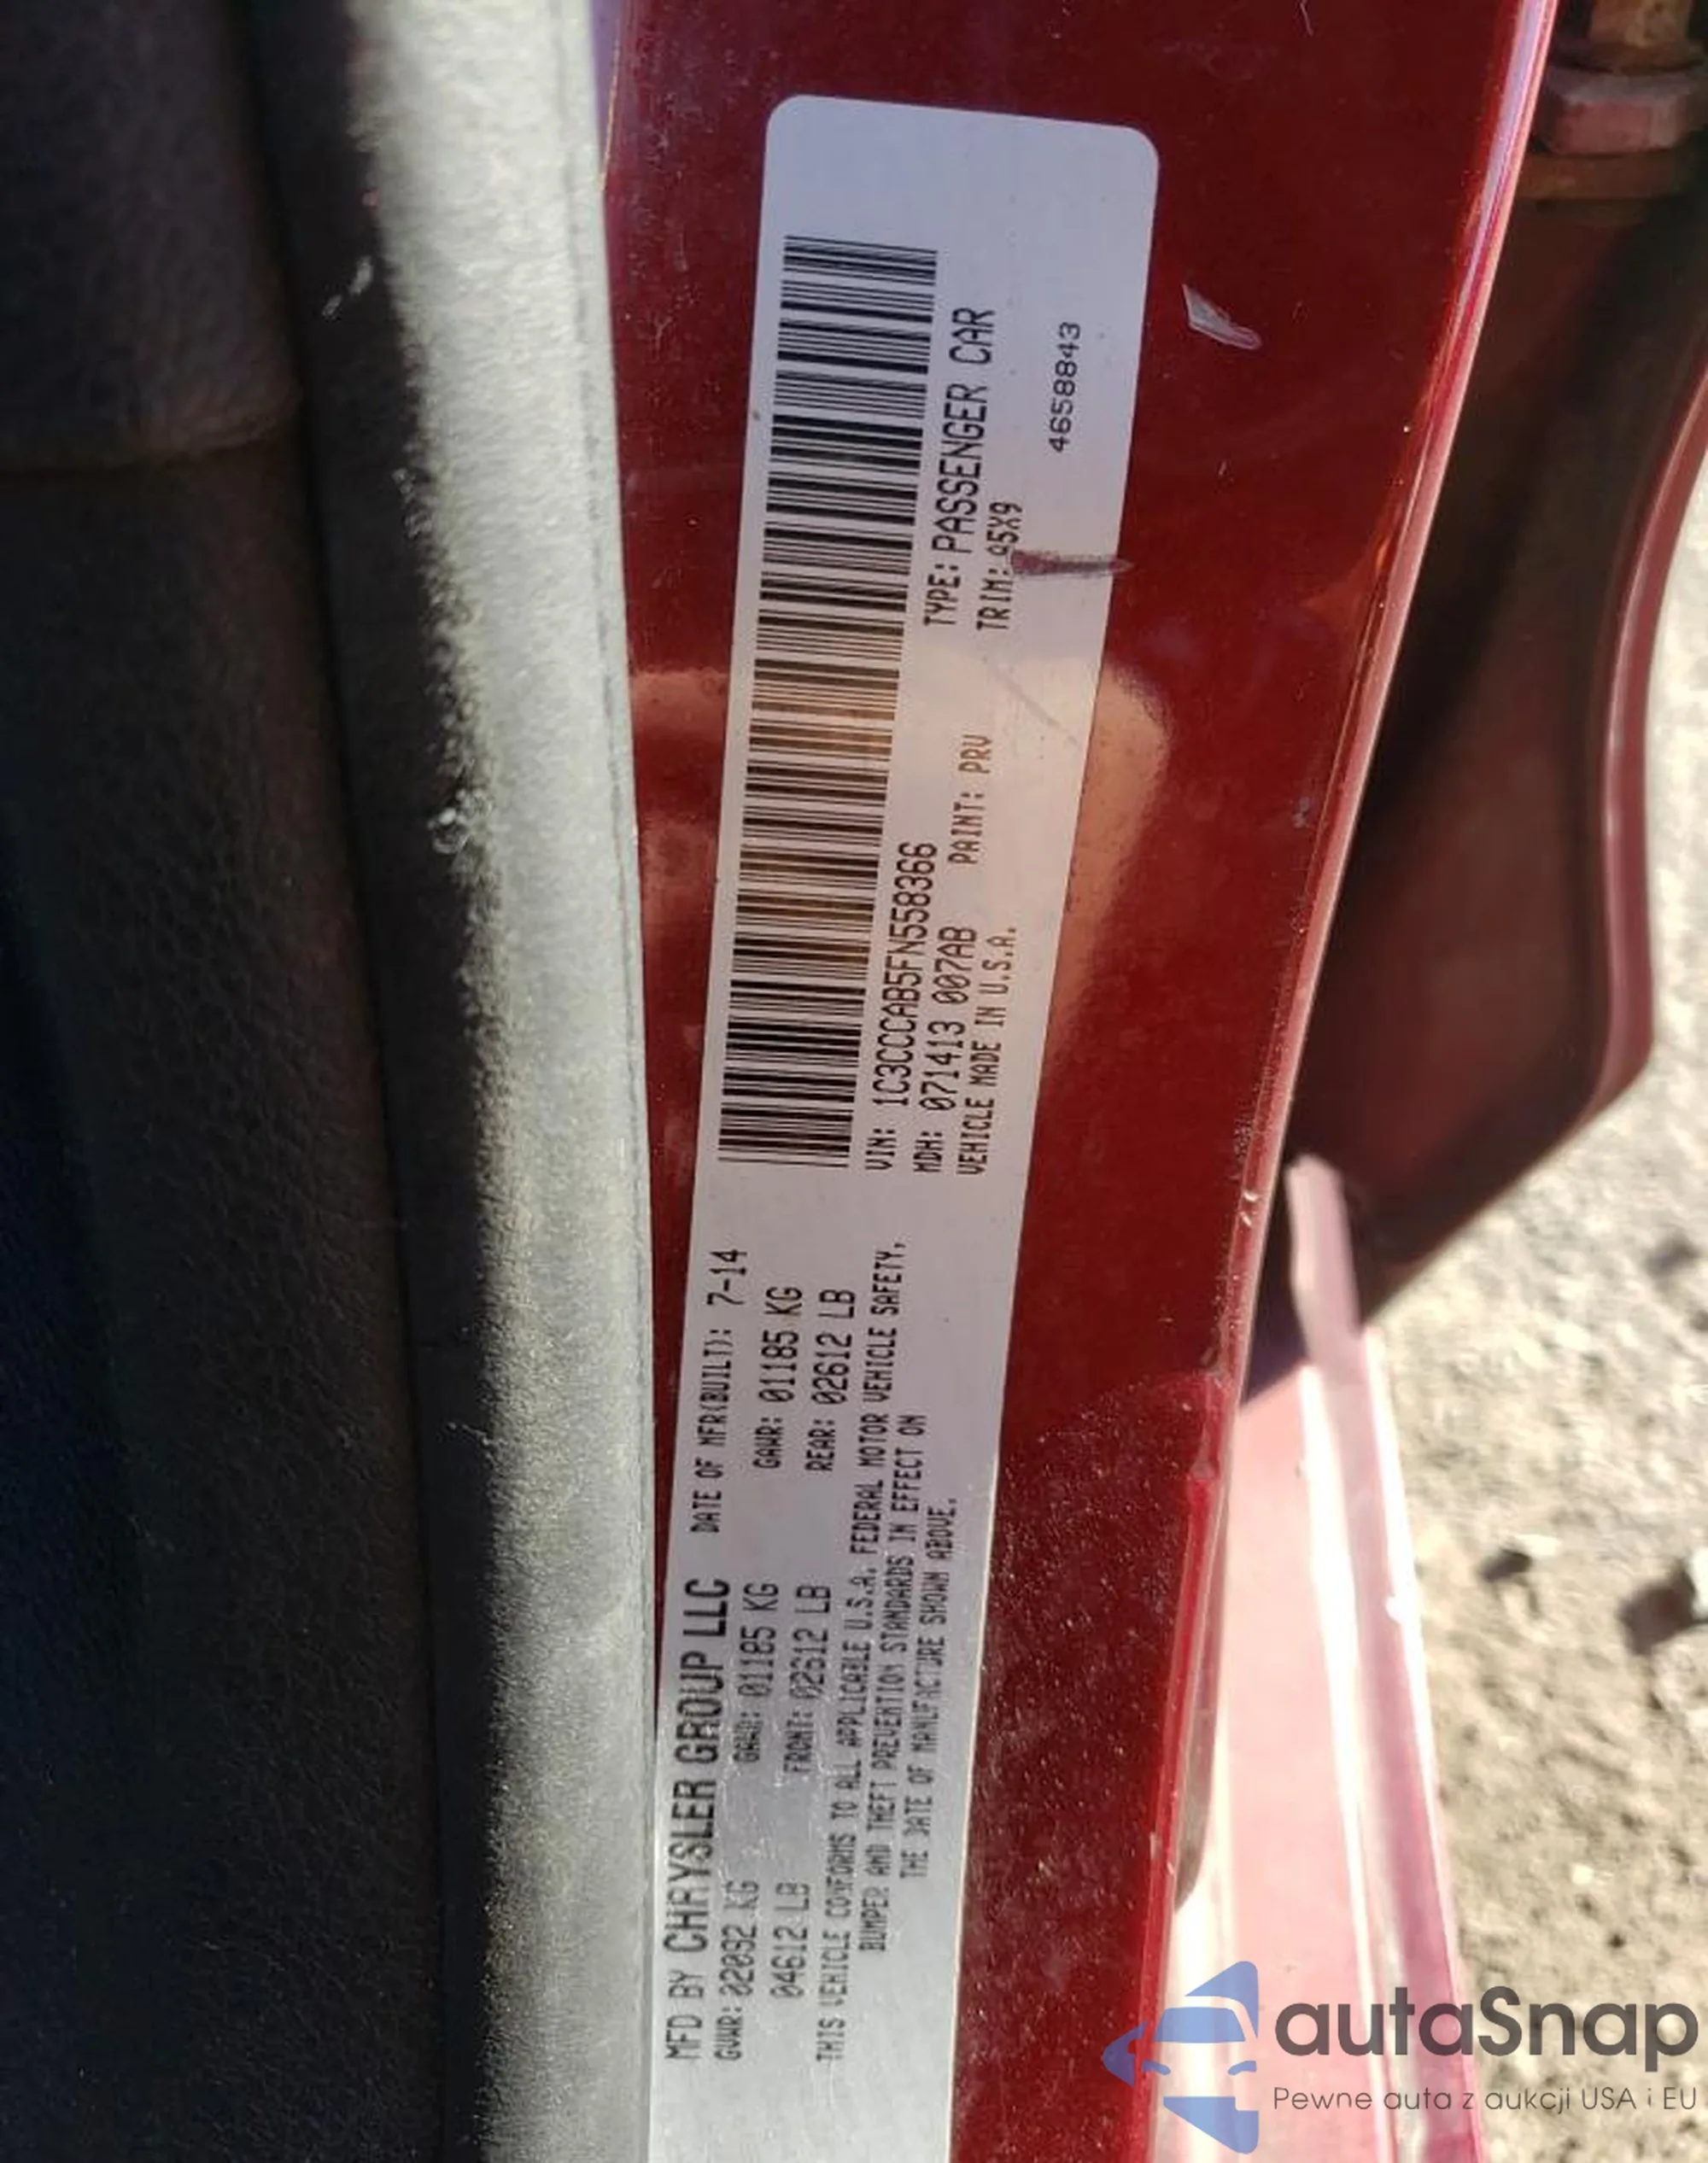 MFD BY CHRYSLER GROUP LLC DATE OF MFR(BUILT): 7-14
GVWR: 02092 KG GAWR: 01185 KG GAWR: 01185 KG
04612 LB FRONT: 02612 LB REAR: 02612 LB
THIS VEHICLE CONFORMS TO ALL APPLICABLE U.S.A. FEDERAL MOTOR VEHICLE SAFETY,
BUMPER AND THEFT PREVENTION STANDARDS IN EFFECT ON
THE DATE OF MANUFACTURE SHOWN ABOVE.
VIN: 1C3CCCAB5FN558366 TYPE: PASSENGER CAR
MDH: 071413 007AB PAINT: PRV TRIM: A5X9
VEHICLE MADE IN U.S.A.
4658843
autaSnap
Pewne auta z aukcji USA i EU